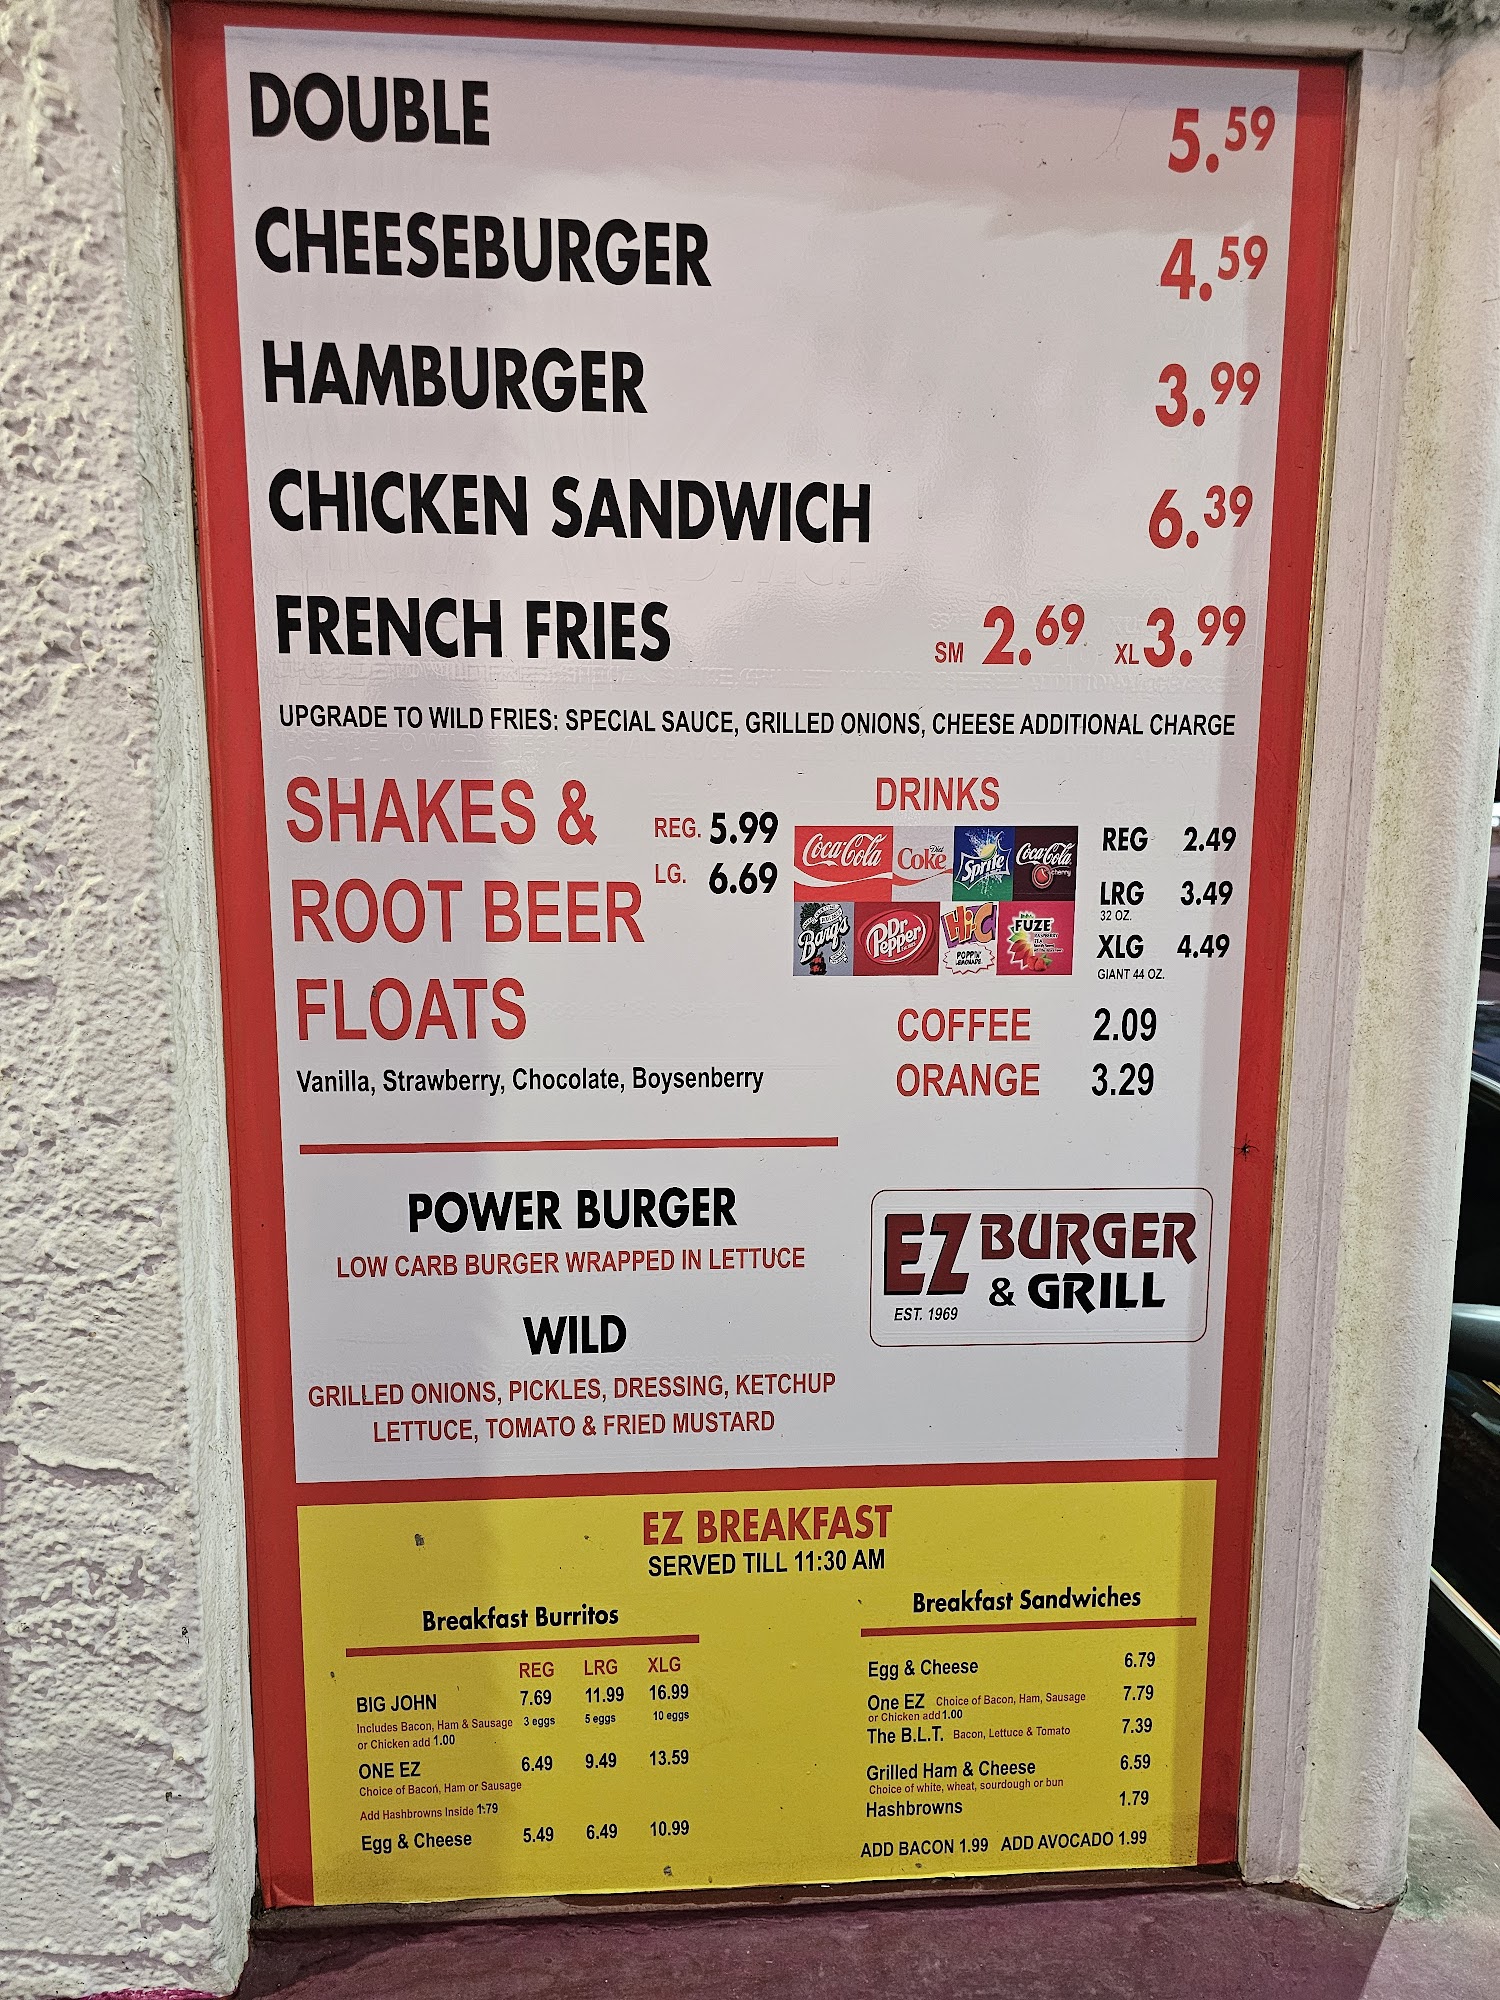 DOUBLE 5.59
CHEESEBURGER 4.59
HAMBURGER 3.99
CHICKEN SANDWICH 6.39
FRENCH FRIES SM 2.69 XL 3.99
UPGRADE TO WILD FRIES: SPECIAL SAUCE, GRILLED ONIONS, CHEESE ADDITIONAL CHARGE
SHAKES &
ROOT BEER
FLOATS
REG. 5.99
LG. 6.69
Vanilla, Strawberry, Chocolate, Boysenberry
DRINKS
Coca-Cola
Diet
Coke
Sprite
Coca-Cola
cherry
Barq's
Dr
Pepper
Hi-C
POPPIN'
LEMONADE
FUZE
REG 2.49
LRG 3.49
32 OZ.
XLG 4.49
GIANT 44 OZ.
COFFEE 2.09
ORANGE 3.29
POWER BURGER
LOW CARB BURGER WRAPPED IN LETTUCE
WILD
GRILLED ONIONS, PICKLES, DRESSING, KETCHUP
LETTUCE, TOMATO & FRIED MUSTARD
EZ BURGER
& GRILL
EST. 1969
EZ BREAKFAST
SERVED TILL 11:30 AM
Breakfast Burritos
REG LRG XLG
BIG JOHN 7.69 11.99 16.99
Includes Bacon, Ham & Sausage 3 eggs 5 eggs 10 eggs
or Chicken add 1.00
ONE EZ 6.49 9.49 13.59
Choice of Bacon, Ham or Sausage
Add Hashbrowns Inside 1.79
Egg & Cheese 5.49 6.49 10.99
Breakfast Sandwiches
Egg & Cheese 6.79
One EZ Choice of Bacon, Ham, Sausage 7.79
or Chicken add 1.00
The B.L.T. Bacon, Lettuce & Tomato 7.39
Grilled Ham & Cheese 6.59
Choice of white, wheat, sourdough or bun
Hashbrowns 1.79
ADD BACON 1.99 ADD AVOCADO 1.99